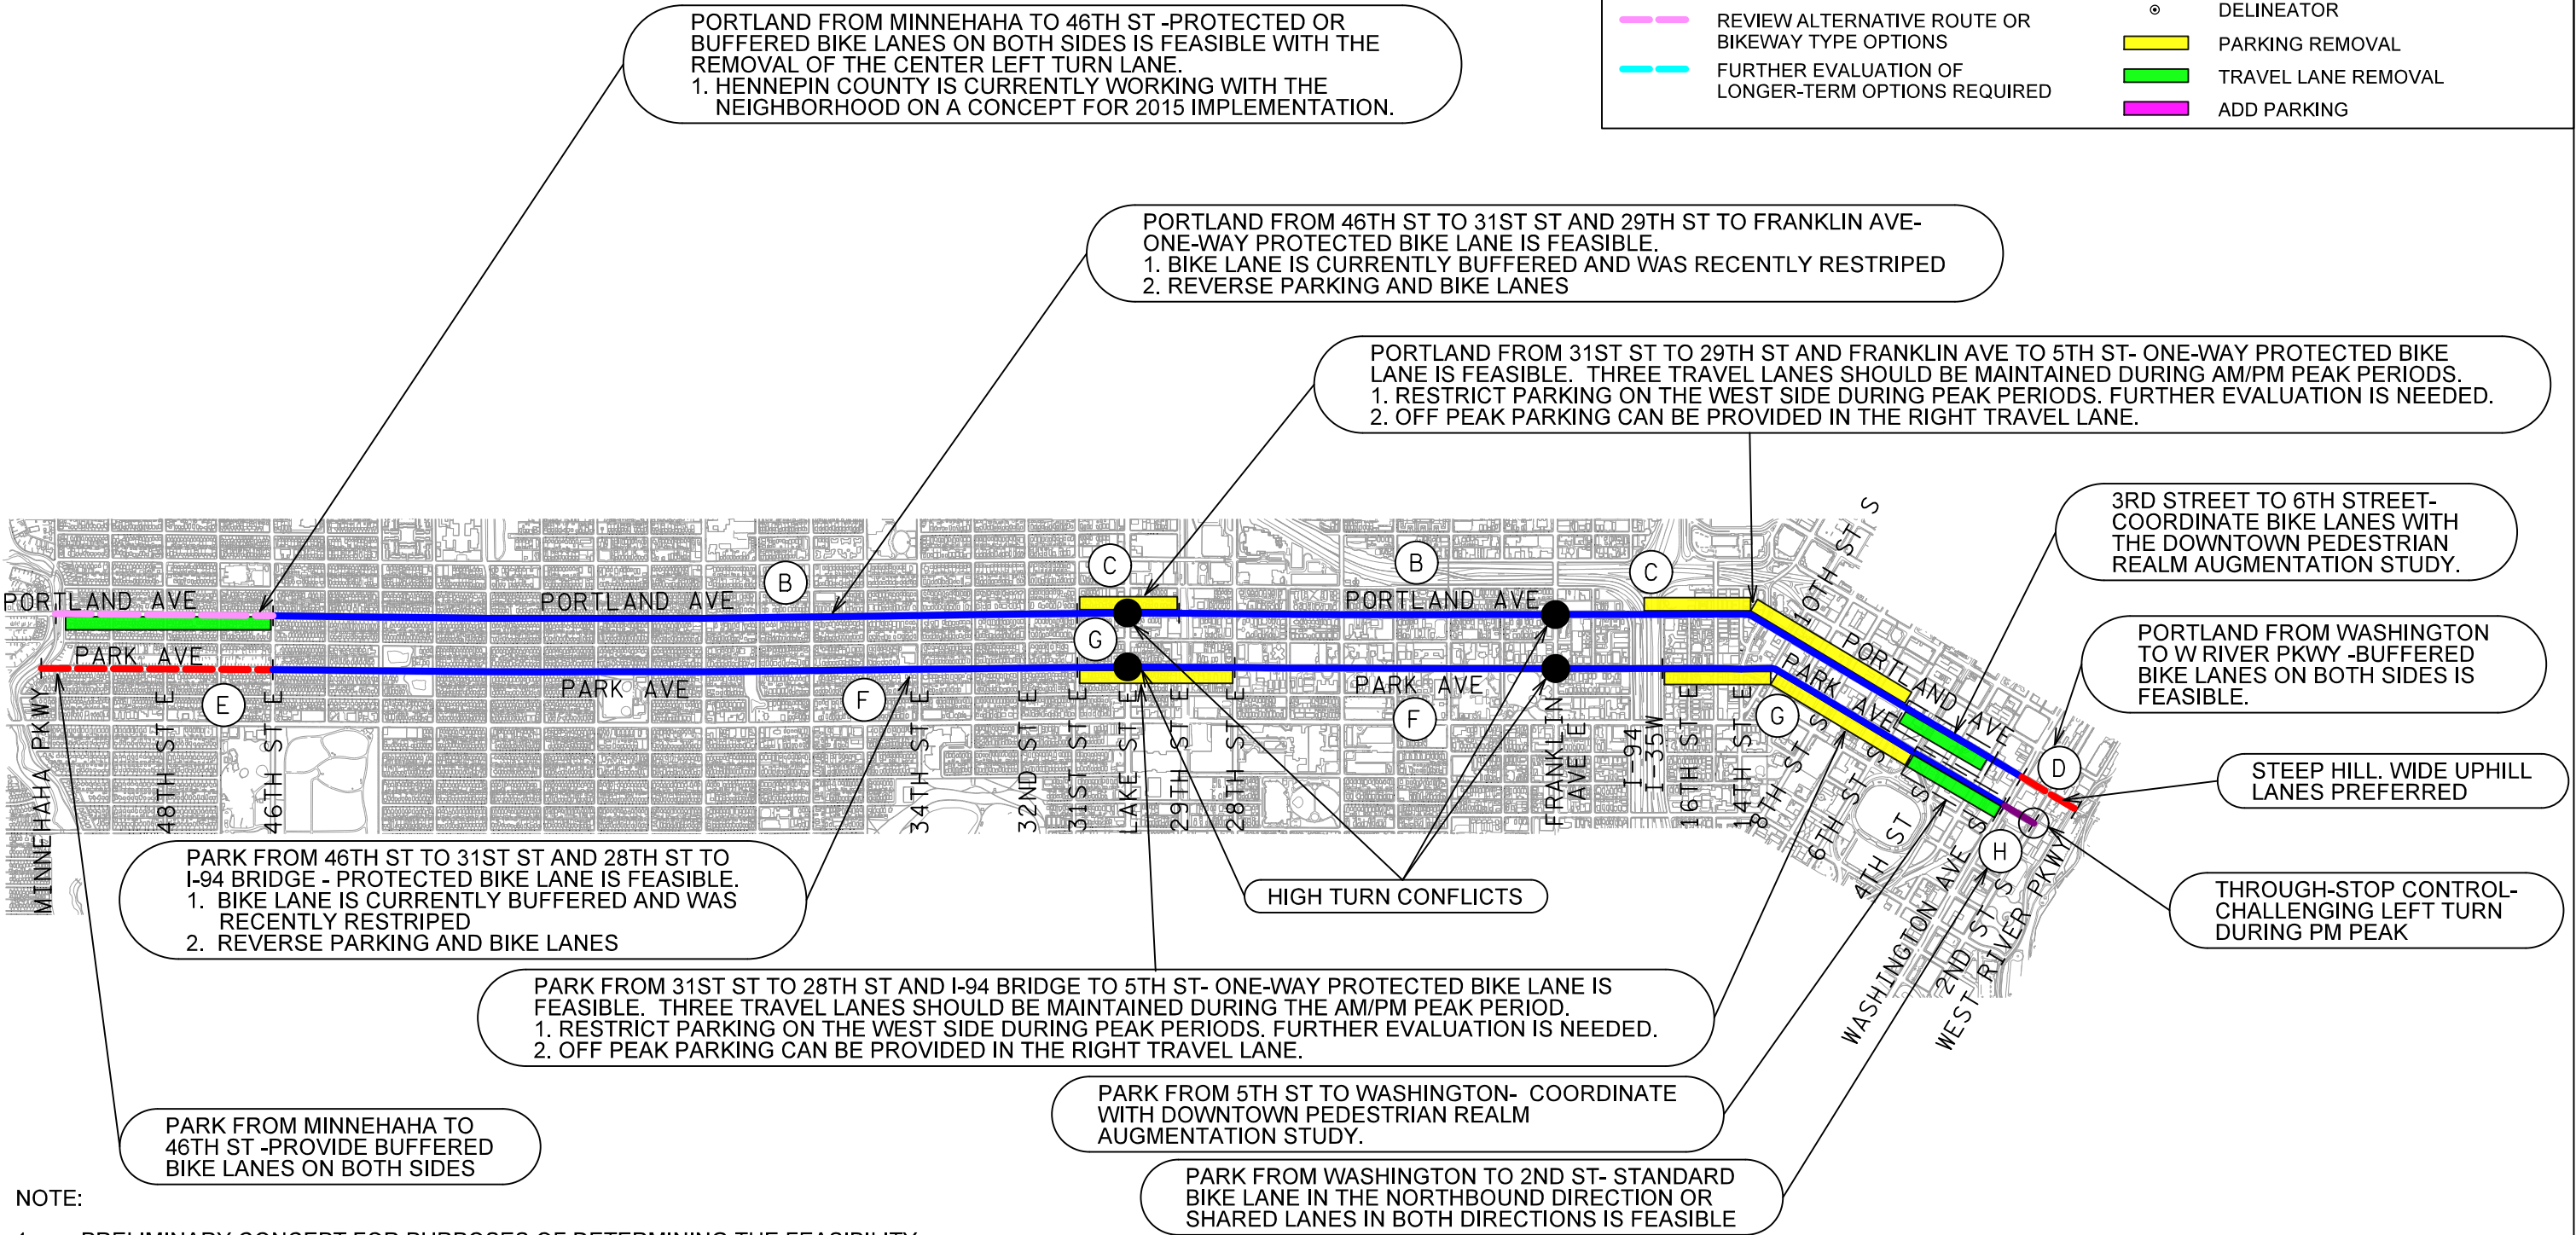 PORTLAND FROM MINNEHAHA TO 46TH ST -PROTECTED OR
BUFFERED BIKE LANES ON BOTH SIDES IS FEASIBLE WITH THE
REMOVAL OF THE CENTER LEFT TURN LANE.
1. HENNEPIN COUNTY IS CURRENTLY WORKING WITH THE
NEIGHBORHOOD ON A CONCEPT FOR 2015 IMPLEMENTATION.
REVIEW ALTERNATIVE ROUTE OR
BIKEWAY TYPE OPTIONS
FURTHER EVALUATION OF
LONGER-TERM OPTIONS REQUIRED
DELINEATOR
PARKING REMOVAL
TRAVEL LANE REMOVAL
ADD PARKING
PORTLAND FROM 46TH ST TO 31ST ST AND 29TH ST TO FRANKLIN AVE-
ONE-WAY PROTECTED BIKE LANE IS FEASIBLE.
1. BIKE LANE IS CURRENTLY BUFFERED AND WAS RECENTLY RESTRIPED
2. REVERSE PARKING AND BIKE LANES
PORTLAND FROM 31ST ST TO 29TH ST AND FRANKLIN AVE TO 5TH ST- ONE-WAY PROTECTED BIKE
LANE IS FEASIBLE. THREE TRAVEL LANES SHOULD BE MAINTAINED DURING AM/PM PEAK PERIODS.
1. RESTRICT PARKING ON THE WEST SIDE DURING PEAK PERIODS. FURTHER EVALUATION IS NEEDED.
2. OFF PEAK PARKING CAN BE PROVIDED IN THE RIGHT TRAVEL LANE.
3RD STREET TO 6TH STREET-
COORDINATE BIKE LANES WITH
THE DOWNTOWN PEDESTRIAN
REALM AUGMENTATION STUDY.
PORTLAND FROM WASHINGTON
TO W RIVER PKWY -BUFFERED
BIKE LANES ON BOTH SIDES IS
FEASIBLE.
STEEP HILL. WIDE UPHILL
LANES PREFERRED
THROUGH-STOP CONTROL-
CHALLENGING LEFT TURN
DURING PM PEAK
B
C
B
C
10TH ST S
PORTLAND AVE
PORTLAND AVE
PORTLAND AVE
PORTLAND AVE
G
PARK AVE
PARK AVE
PARK AVE
PARK AVE
E
F
F
G
D
H
MINNEHAHA PKWY
48TH ST E
46TH ST E
34TH ST E
32ND ST E
31ST ST E
LAKE ST E
29TH ST E
28TH ST E
FRANKLIN
AVE E
I-94
I-35W
16TH ST E
14TH ST E
8TH ST S
6TH ST S
4TH ST S
WASHINGTON AVE S
2ND ST S
WEST RIVER PKWY
HIGH TURN CONFLICTS
PARK FROM 46TH ST TO 31ST ST AND 28TH ST TO
I-94 BRIDGE - PROTECTED BIKE LANE IS FEASIBLE.
1. BIKE LANE IS CURRENTLY BUFFERED AND WAS
RECENTLY RESTRIPED
2. REVERSE PARKING AND BIKE LANES
PARK FROM 31ST ST TO 28TH ST AND I-94 BRIDGE TO 5TH ST- ONE-WAY PROTECTED BIKE LANE IS
FEASIBLE. THREE TRAVEL LANES SHOULD BE MAINTAINED DURING THE AM/PM PEAK PERIOD.
1. RESTRICT PARKING ON THE WEST SIDE DURING PEAK PERIODS. FURTHER EVALUATION IS NEEDED.
2. OFF PEAK PARKING CAN BE PROVIDED IN THE RIGHT TRAVEL LANE.
PARK FROM 5TH ST TO WASHINGTON- COORDINATE
WITH DOWNTOWN PEDESTRIAN REALM
AUGMENTATION STUDY.
PARK FROM MINNEHAHA TO
46TH ST -PROVIDE BUFFERED
BIKE LANES ON BOTH SIDES
PARK FROM WASHINGTON TO 2ND ST- STANDARD
BIKE LANE IN THE NORTHBOUND DIRECTION OR
SHARED LANES IN BOTH DIRECTIONS IS FEASIBLE
NOTE:
1. PRELIMINARY CONCEPT FOR PURPOSES OF DETERMINING THE FEASIBILITY